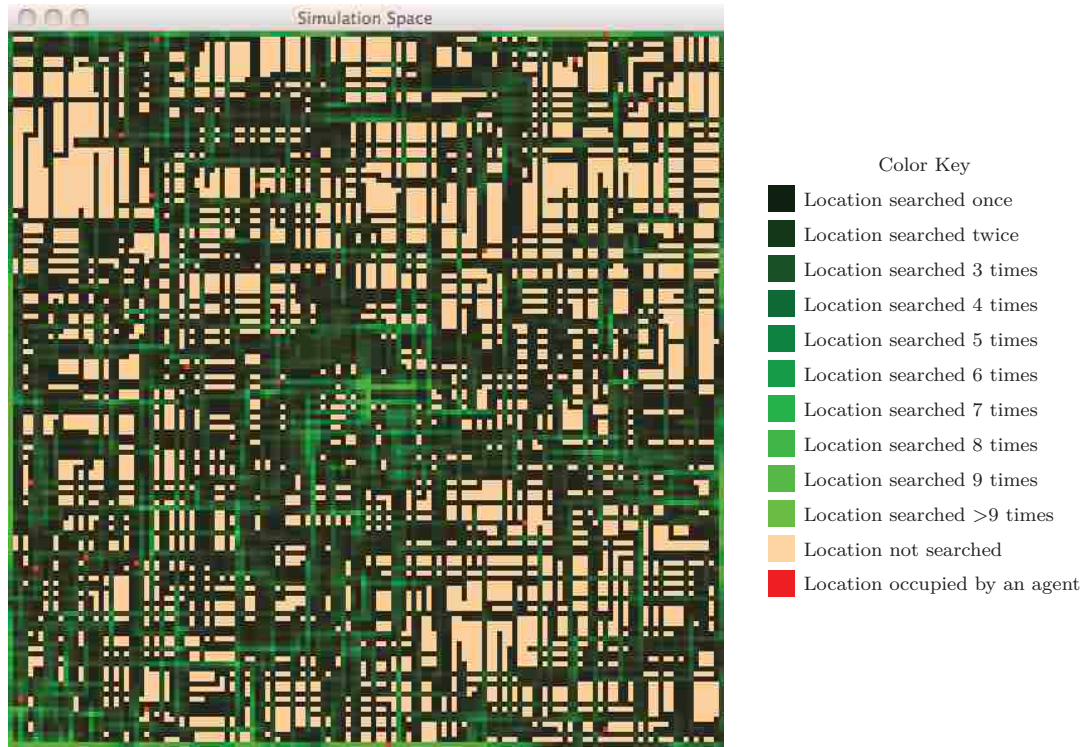 Simulation Space
Color Key
Location searched once
Location searched twice
Location searched 3 times
Location searched 4 times
Location searched 5 times
Location searched 6 times
Location searched 7 times
Location searched 8 times
Location searched 9 times
Location searched >9 times
Location not searched
Location occupied by an agent